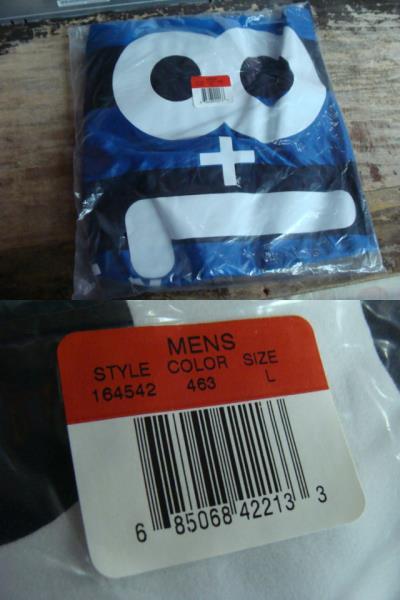 MENS
STYLE COLOR SIZE
164542 463 L
6 85068 42213 3